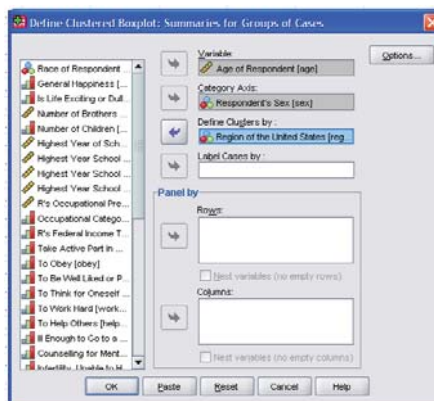 Define Clustered Boxplot: Summaries for Groups of Cases
Race of Respondent ...
General Happiness [...
Is Life Exciting or Dull...
Number of Brothers ...
Number of Children [...
Highest Year of Sch...
Highest Year School ...
Highest Year School ...
Highest Year School ...
R's Occupational Pre...
Occupational Catego...
R's Federal Income T...
Take Active Part in ...
To Obey [obey]
To Be Well Liked or P...
To Think for Oneself ...
To Work Hard [work...
To Help Others [help...
Ill Enough to Go to a ...
Counselling for Ment...
Infertility, Unable to H...
Variable:
Age of Respondent [age]
Category Axis:
Respondent's Sex [sex]
Define Clusters by:
Region of the United States [reg...
Label Cases by:
Panel by
Rows:
Nest variables (no empty rows)
Columns:
Nest variables (no empty columns)
Options...
OK Paste Reset Cancel Help